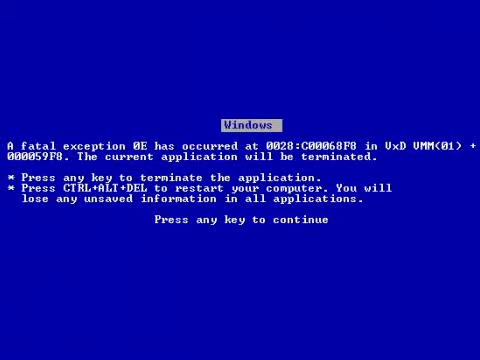 Windows
A fatal exception 0E has occurred at 0028:C00068F8 in VxD VMM(01) +
000059F8. The current application will be terminated.
* Press any key to terminate the application.
* Press CTRL+ALT+DEL to restart your computer. You will
lose any unsaved information in all applications.
Press any key to continue